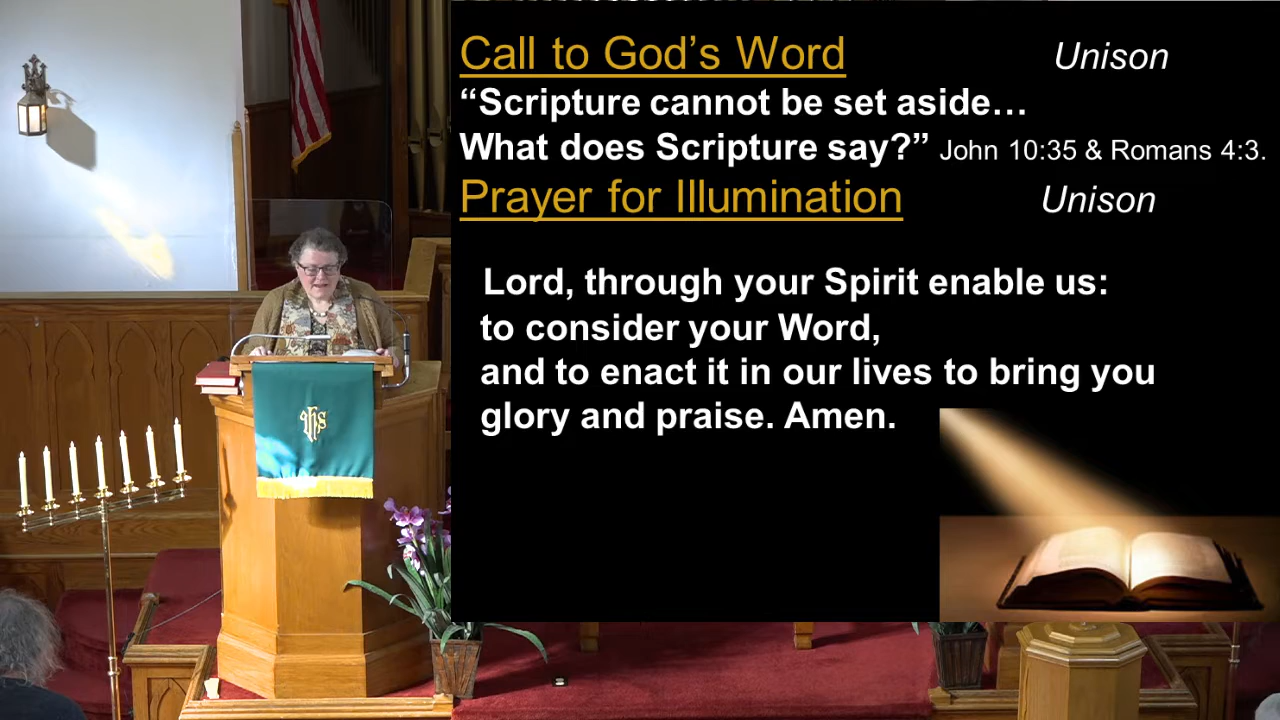 Call to God’s Word Unison
“Scripture cannot be set aside…
What does Scripture say?” John 10:35 & Romans 4:3.
Prayer for Illumination Unison
Lord, through your Spirit enable us:
to consider your Word,
and to enact it in our lives to bring you
glory and praise. Amen.
IHS